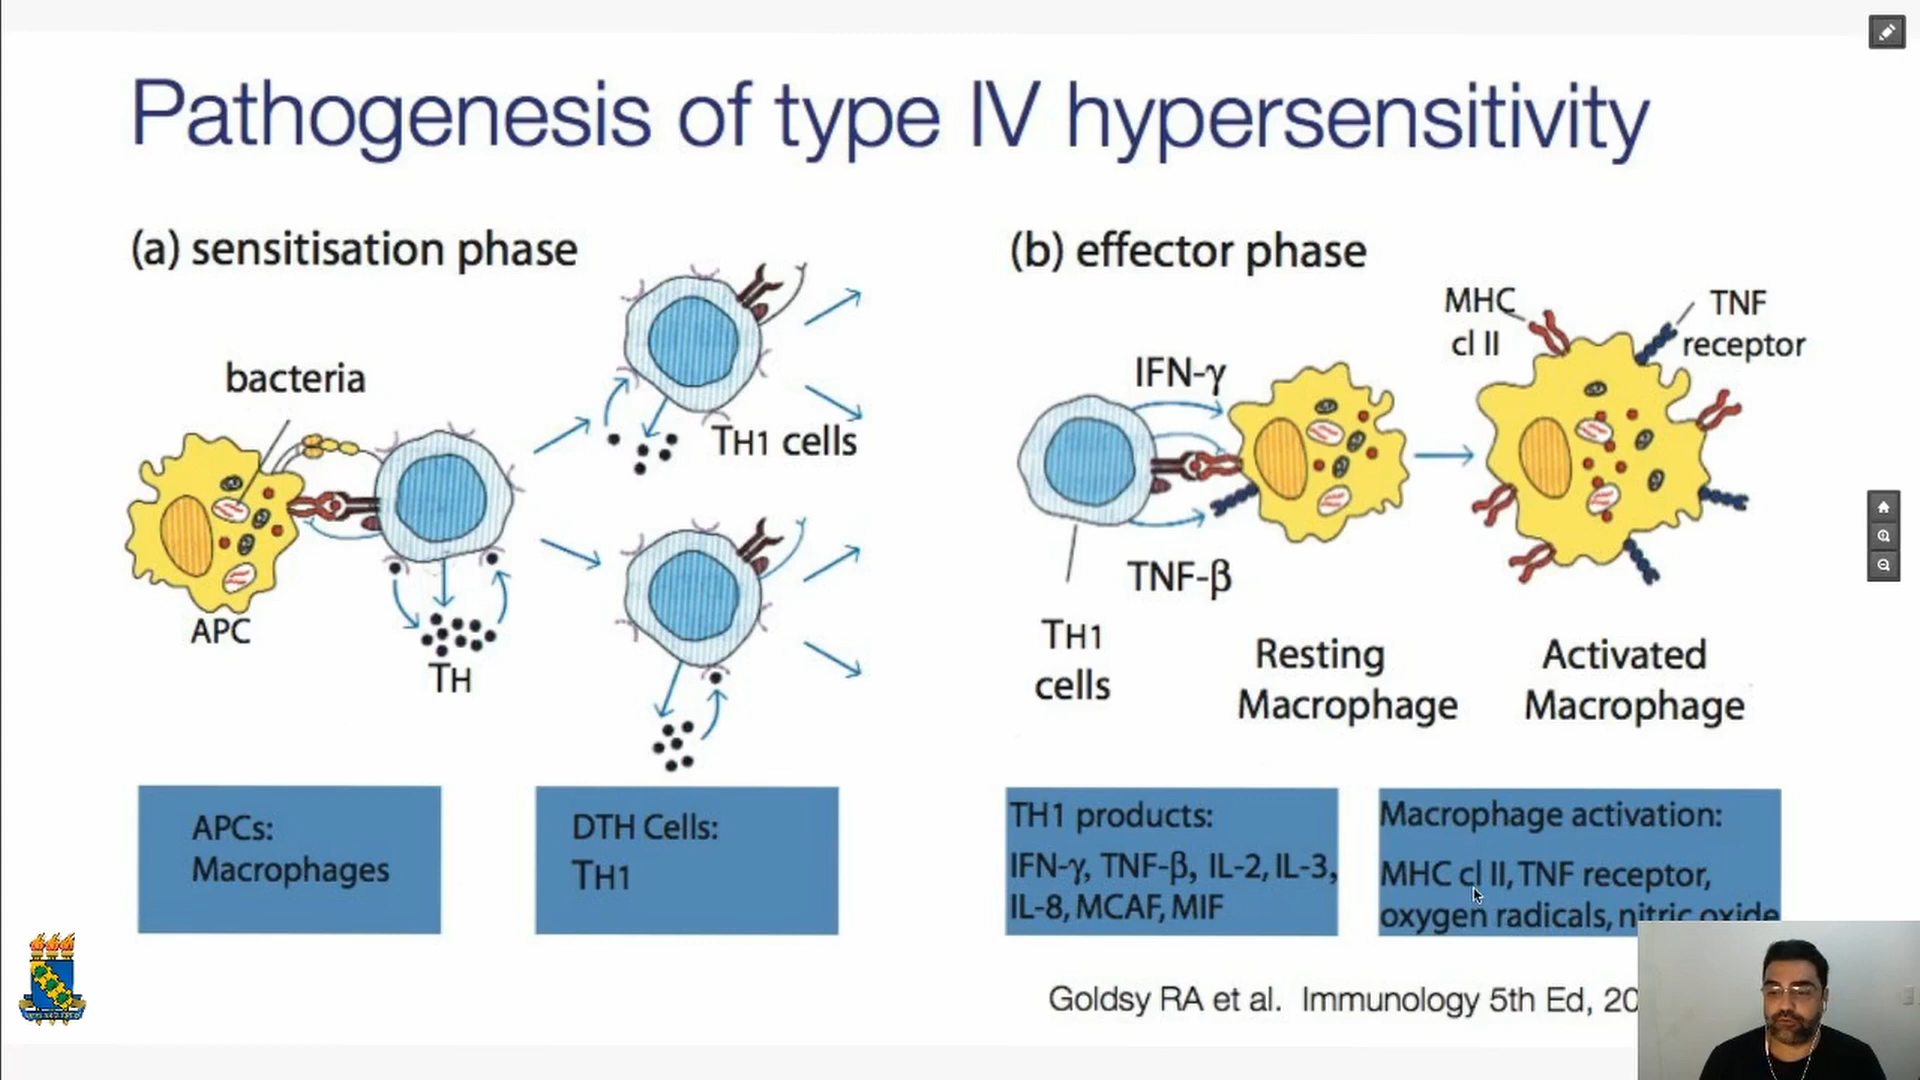 Pathogenesis of type IV hypersensitivity
(a) sensitisation phase
bacteria
APC
TH
TH1 cells
(b) effector phase
MHC
cl II
TNF
receptor
IFN-γ
TNF-β
TH1
cells
Resting
Macrophage
Activated
Macrophage
APCs:
Macrophages
DTH Cells:
TH1
TH1 products:
IFN-γ, TNF-β, IL-2, IL-3,
IL-8, MCAF, MIF
Macrophage activation:
MHC cl II, TNF receptor,
oxygen radicals, nitric oxide
Goldsy RA et al. Immunology 5th Ed, 20